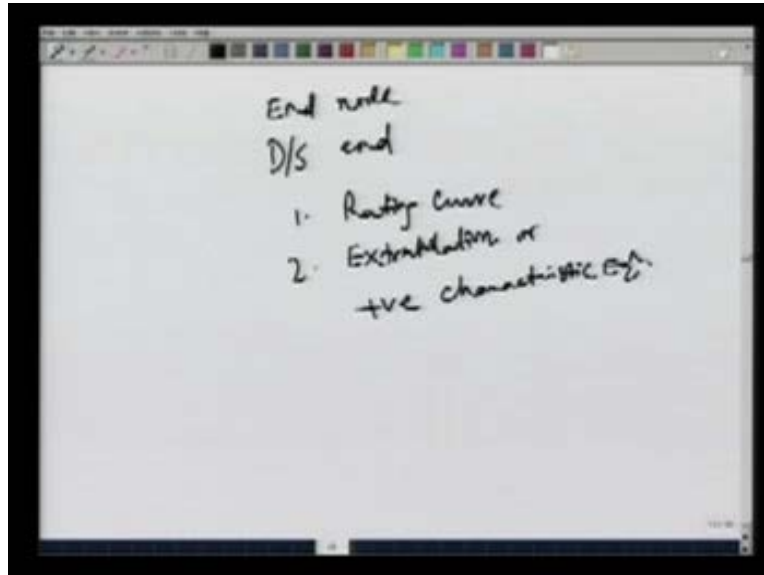 End node
D/S end
1. Rating Curve
2. Extrapolation or
+ve characteristic Eqn.